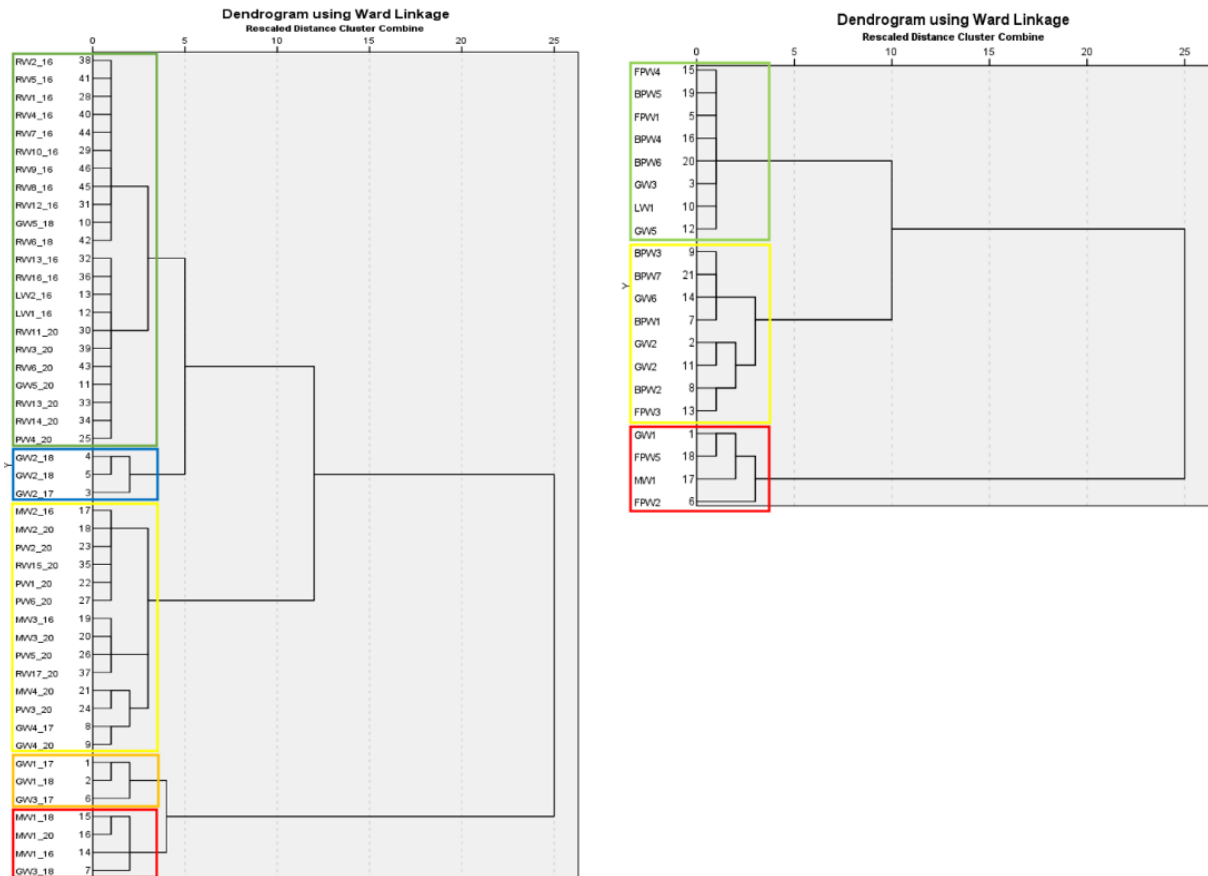 Dendrogram using Ward Linkage
Rescaled Distance Cluster Combine
0 5 10 15 20 25
RW2_16 38
RW5_16 41
RW1_16 28
RW4_16 40
RW7_16 44
RW10_16 29
RW9_16 46
RW8_16 45
RW12_16 31
GW5_18 10
RW6_18 42
RW13_16 32
RW16_16 36
LW2_16 13
LW1_16 12
RW11_20 30
RW3_20 39
RW6_20 43
GW5_20 11
RW13_20 33
RW14_20 34
PW4_20 25
Y
GW2_18 4
GW2_18 5
GW2_17 3
MW2_16 17
MW2_20 18
PW2_20 23
RW15_20 35
PW1_20 22
PW6_20 27
MW3_16 19
MW3_20 20
PW5_20 26
RW17_20 37
MW4_20 21
PW3_20 24
GW4_17 8
GW4_20 9
GW1_17 1
GW1_18 2
GW3_17 6
MW1_18 15
MW1_20 16
MW1_16 14
GW3_18 7
Dendrogram using Ward Linkage
Rescaled Distance Cluster Combine
0 5 10 15 20 25
FPW4 15
BPW5 19
FPW1 5
BPW4 16
BPW6 20
GW3 3
LW1 10
GW5 12
BPW3 9
BPW7 21
Y
GW6 14
BPW1 7
GW2 2
GW2 11
BPW2 8
FPW3 13
GW1 1
FPW5 18
MW1 17
FPW2 6